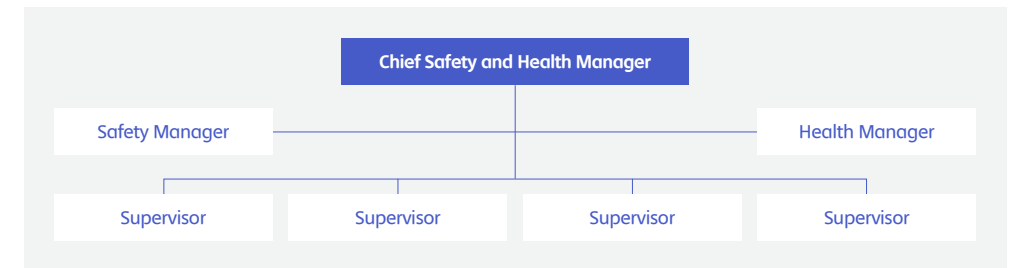 Chief Safety and Health Manager
Safety Manager
Health Manager
Supervisor
Supervisor
Supervisor
Supervisor